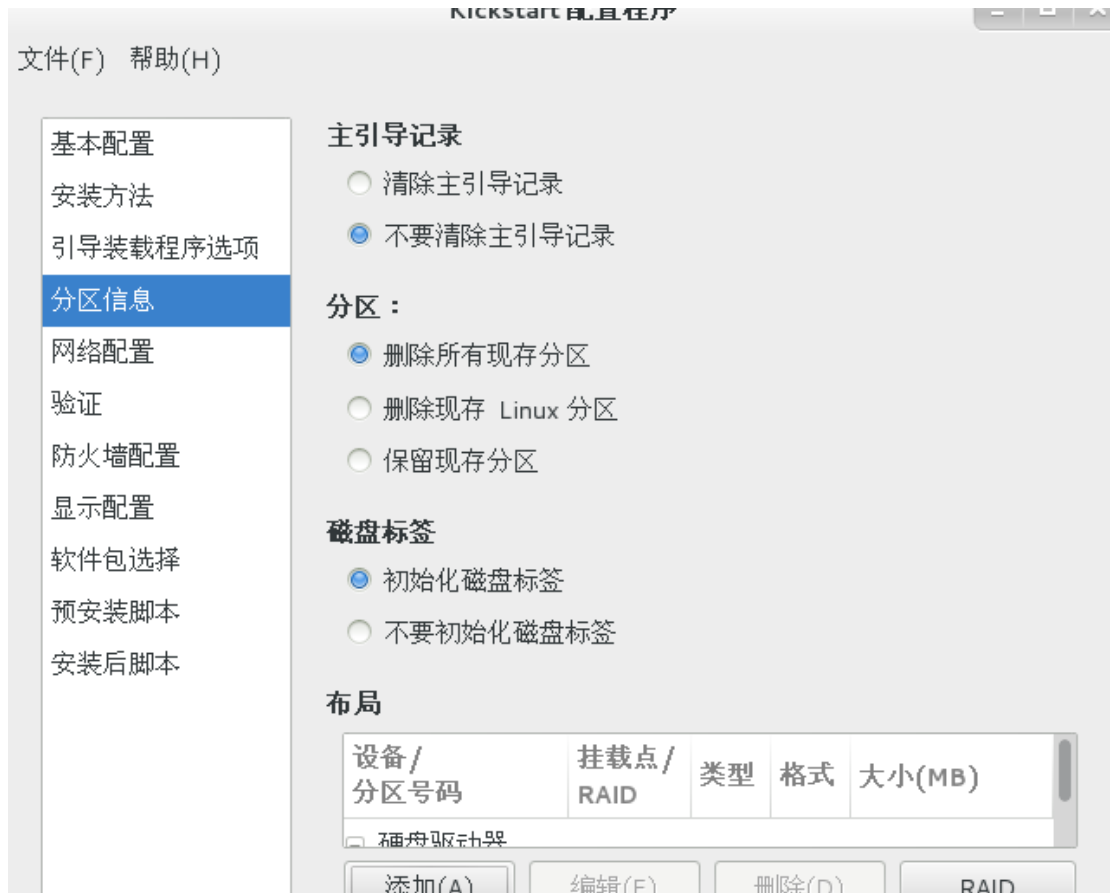 Kickstart 配置程序
文件(F) 帮助(H)
基本配置
安装方法
引导装载程序选项
分区信息
网络配置
验证
防火墙配置
显示配置
软件包选择
预安装脚本
安装后脚本
主引导记录
清除主引导记录
不要清除主引导记录
分区：
删除所有现存分区
删除现存 Linux 分区
保留现存分区
磁盘标签
初始化磁盘标签
不要初始化磁盘标签
布局
设备/
分区号码
挂载点/
RAID
类型
格式
大小(MB)
硬盘驱动器
添加(A) 编辑(E) 删除(D) RAID